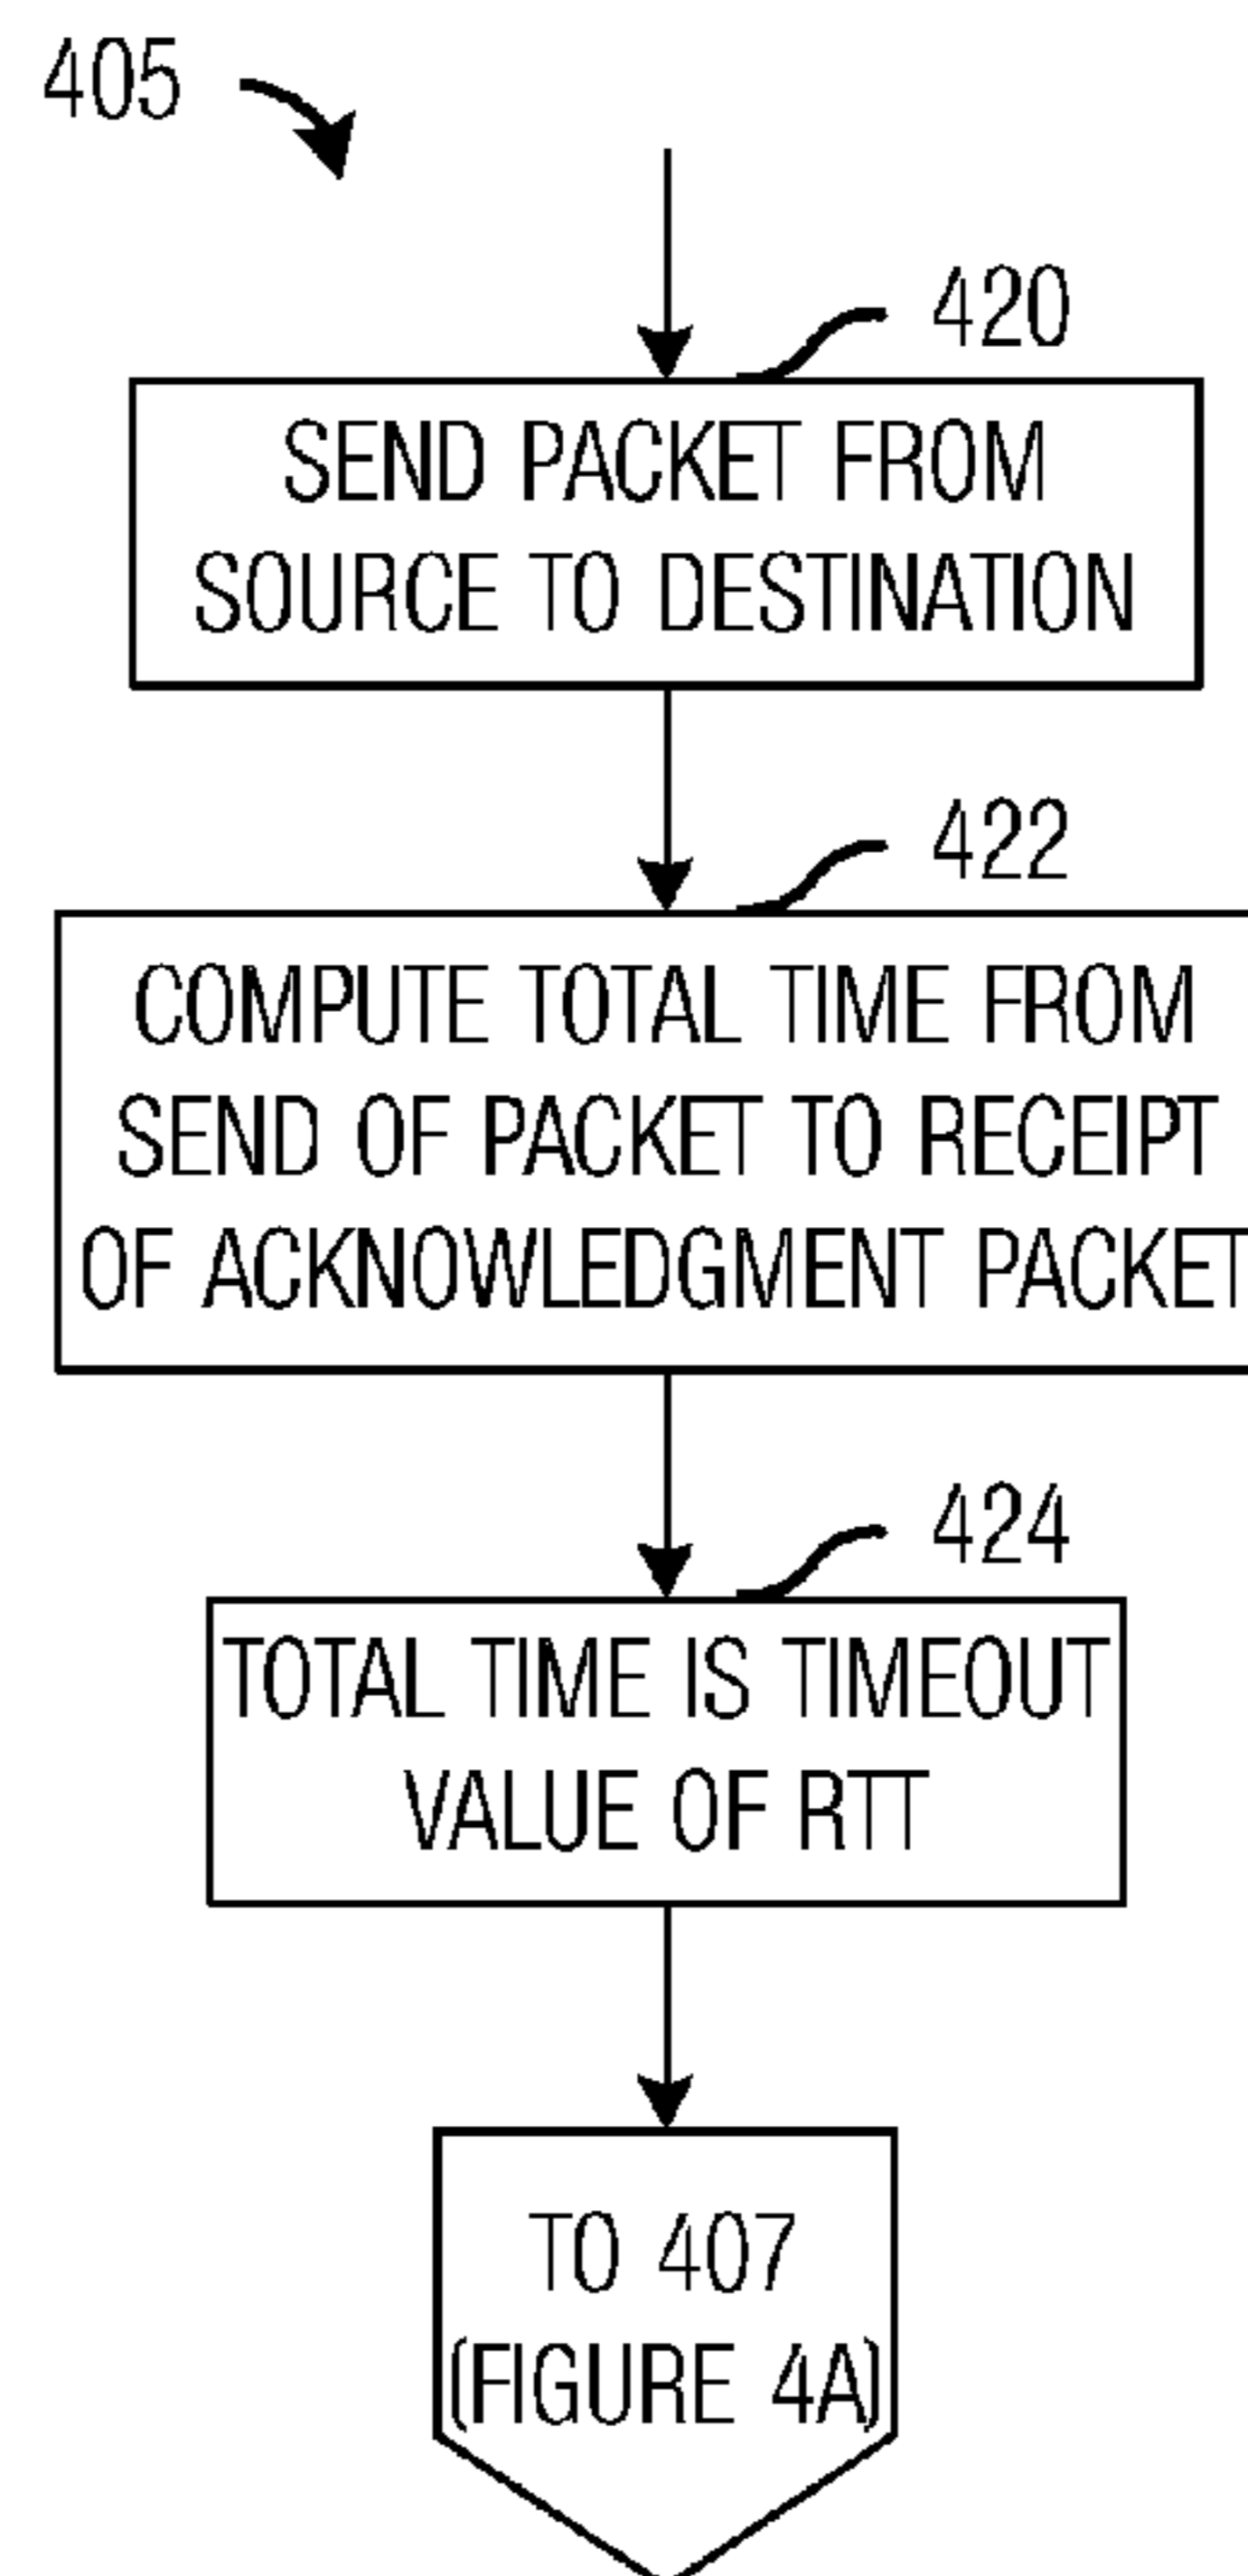 405
420
SEND PACKET FROM
SOURCE TO DESTINATION
422
COMPUTE TOTAL TIME FROM
SEND OF PACKET TO RECEIPT
OF ACKNOWLEDGMENT PACKET
424
TOTAL TIME IS TIMEOUT
VALUE OF RTT
TO 407
(FIGURE 4A)